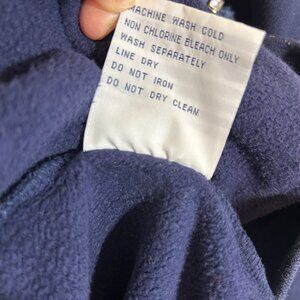 MACHINE WASH COLD
NON CHLORINE BLEACH ONLY
WASH SEPARATELY
LINE DRY
DO NOT IRON
DO NOT DRY CLEAN